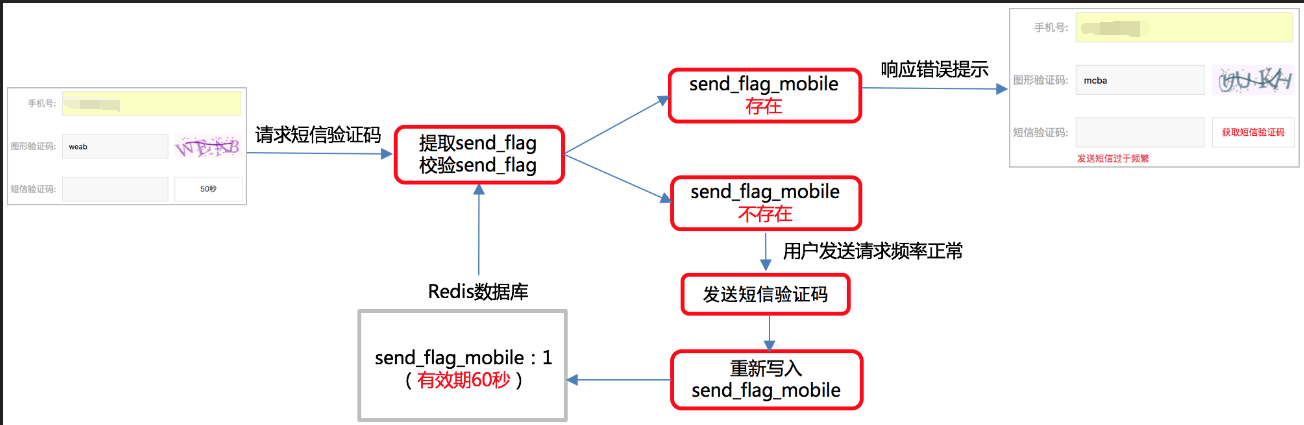 手机号:
图形验证码:
weab
WEAB
短信验证码:
50秒
请求短信验证码
提取send_flag
校验send_flag
send_flag_mobile
存在
响应错误提示
手机号:
图形验证码:
mcba
短信验证码:
获取短信验证码
发送短信过于频繁
send_flag_mobile
不存在
用户发送请求频率正常
发送短信验证码
重新写入
send_flag_mobile
Redis数据库
send_flag_mobile：1
（有效期60秒）